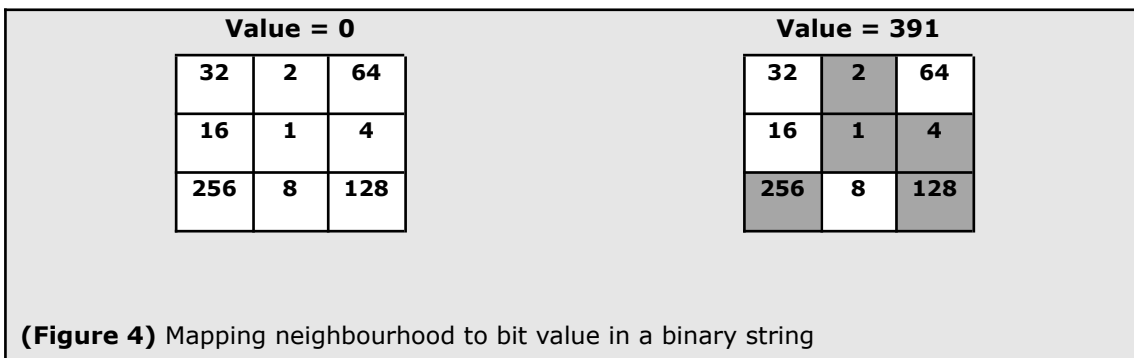 Value = 0
32 2 64
16 1 4
256 8 128
Value = 391
32 2 64
16 1 4
256 8 128
(Figure 4) Mapping neighbourhood to bit value in a binary string